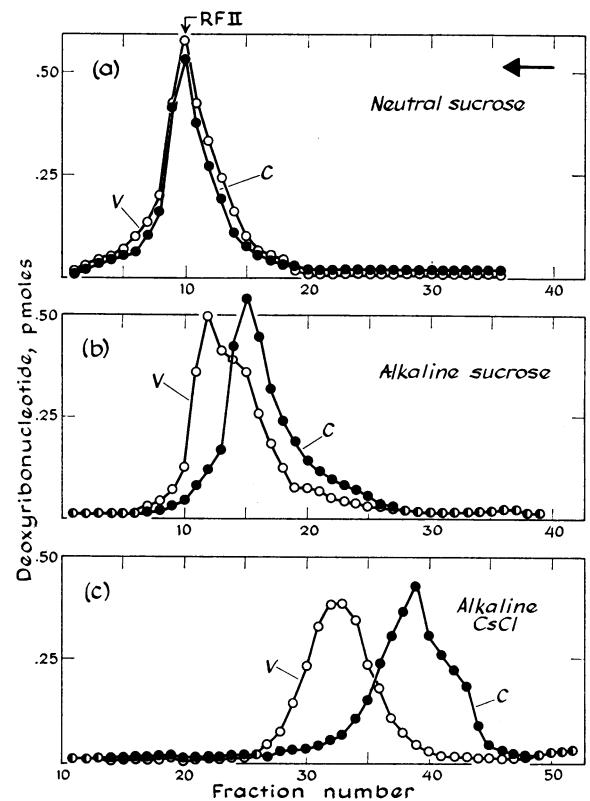 RFII
(a)
.50
Neutral sucrose
C
.25
V
10 20 30 40
.50
(b)
Alkaline sucrose
V
.25
C
10 20 30 40
.50
(c)
Alkaline
CsCl
V
.25
C
10 20 30 40 50
Fraction number
Deoxyribonucleotide, pmoles